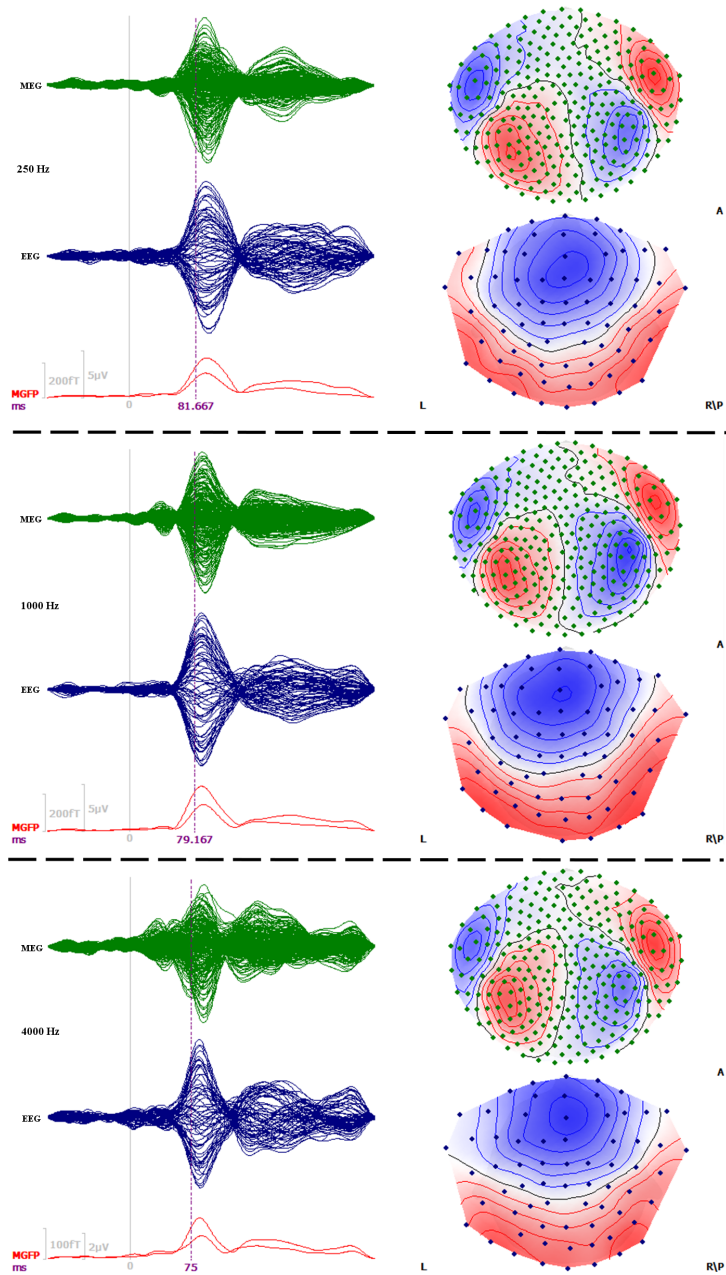 MEG
250 Hz
A
EEG
200fT 5µV
MGFP
ms 0 81.667 L R\P
MEG
1000 Hz
A
EEG
200fT 5µV
MGFP
ms 0 79.167 L R\P
MEG
4000 Hz
A
EEG
100fT 2µV
MGFP
ms 0 75 L R\P